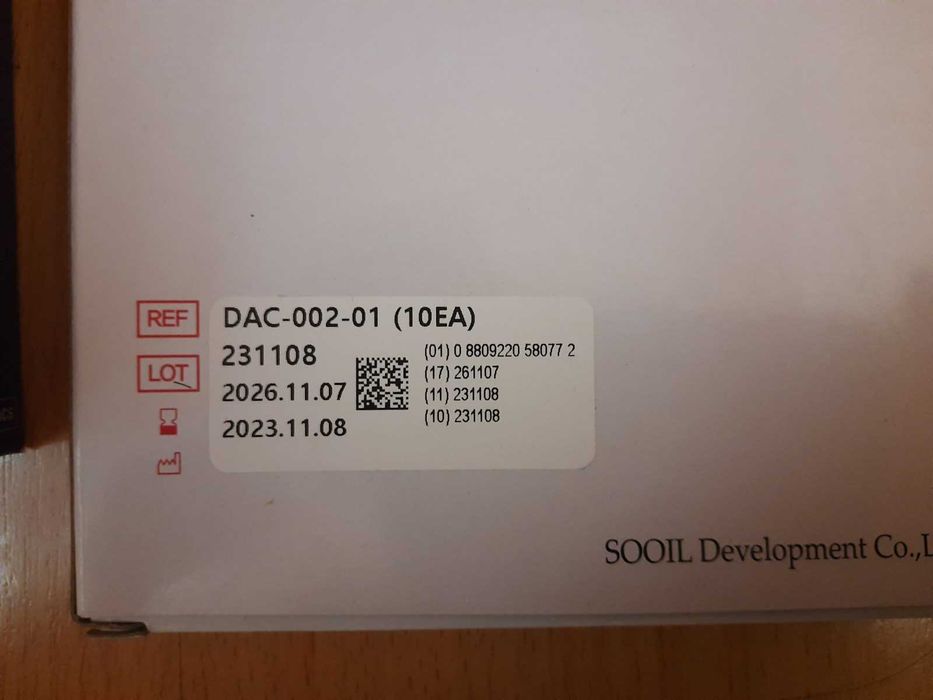 REF DAC-002-01 (10EA)
LOT 231108
2026.11.07
2023.11.08
(01) 0 8809220 58077 2
(17) 261107
(11) 231108
(10) 231108
SOOIL Development Co.,L